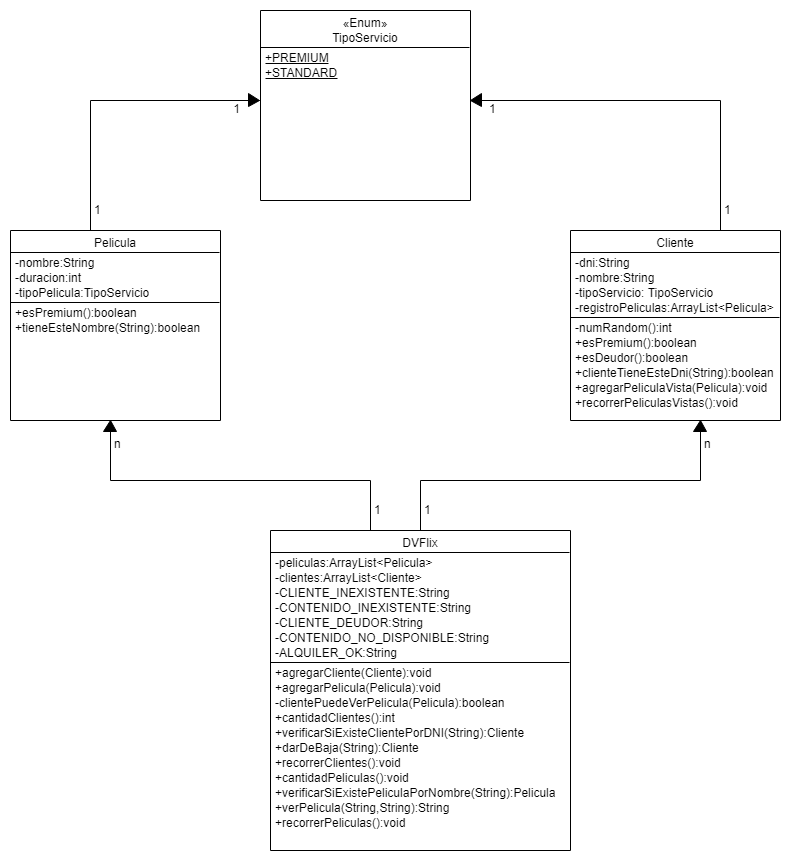 «Enum»
TipoServicio
+PREMIUM
+STANDARD
1
1
1
1
Pelicula
-nombre:String
-duracion:int
-tipoPelicula:TipoServicio
+esPremium():boolean
+tieneEsteNombre(String):boolean
Cliente
-dni:String
-nombre:String
-tipoServicio: TipoServicio
-registroPeliculas:ArrayList<Pelicula>
-numRandom():int
+esPremium():boolean
+esDeudor():boolean
+clienteTieneEsteDni(String):boolean
+agregarPeliculaVista(Pelicula):void
+recorrerPeliculasVistas():void
n
n
1
1
DVFlix
-peliculas:ArrayList<Pelicula>
-clientes:ArrayList<Cliente>
-CLIENTE_INEXISTENTE:String
-CONTENIDO_INEXISTENTE:String
-CLIENTE_DEUDOR:String
-CONTENIDO_NO_DISPONIBLE:String
-ALQUILER_OK:String
+agregarCliente(Cliente):void
+agregarPelicula(Pelicula):void
-clientePuedeVerPelicula(Pelicula):boolean
+cantidadClientes():int
+verificarSiExisteClientePorDNI(String):Cliente
+darDeBaja(String):Cliente
+recorrerClientes():void
+cantidadPeliculas():void
+verificarSiExistePeliculaPorNombre(String):Pelicula
+verPelicula(String,String):String
+recorrerPeliculas():void